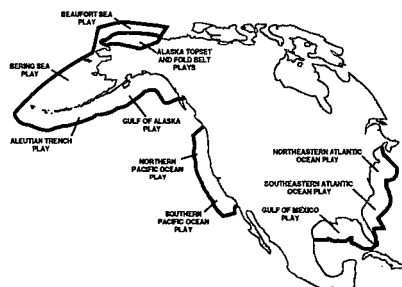 BEAUFORT SEA
PLAY
BERING SEA
PLAY
ALASKA TOPSET
AND FOLD BELT
PLAYS
ALEUTIAN TRENCH
PLAY
GULF OF ALASKA
PLAY
NORTHERN
PACIFIC OCEAN
PLAY
SOUTHERN
PACIFIC OCEAN
PLAY
NORTHEASTERN ATLANTIC
OCEAN PLAY
SOUTHEASTERN ATLANTIC
OCEAN PLAY
GULF OF MEXICO
PLAY